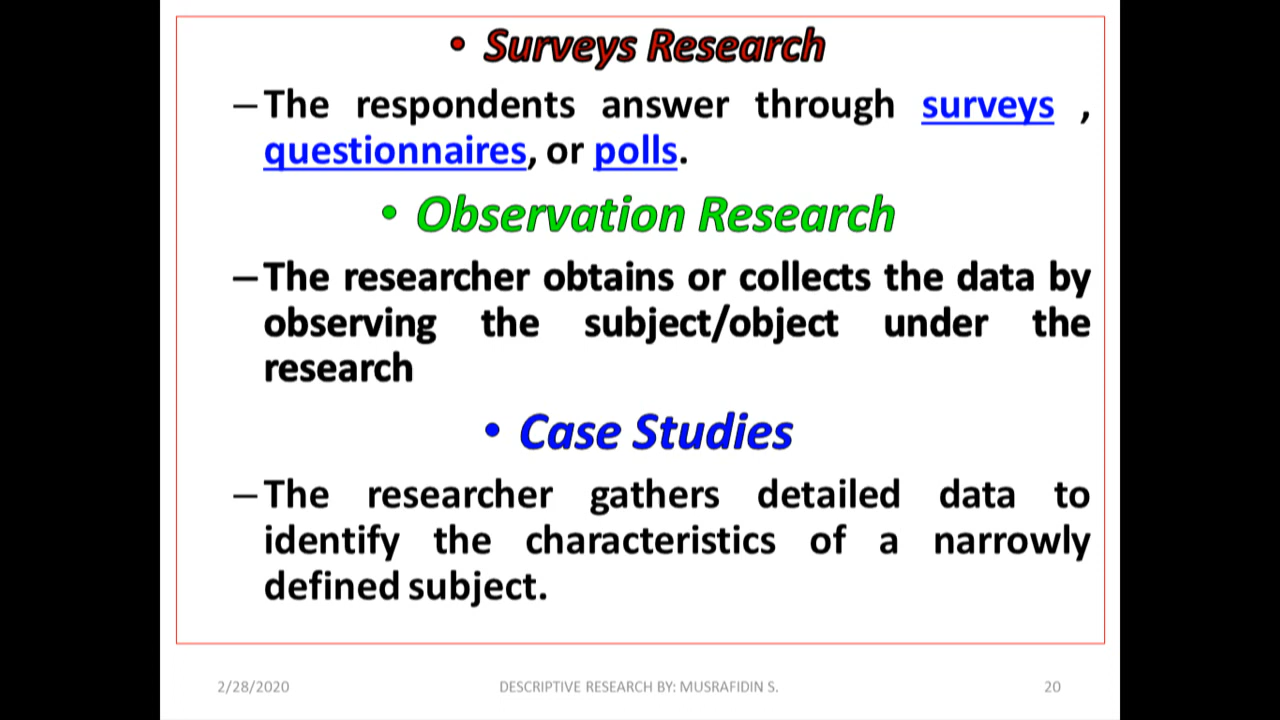 • Surveys Research
–The respondents answer through surveys ,
questionnaires, or polls.
• Observation Research
–The researcher obtains or collects the data by
observing the subject/object under the
research
• Case Studies
–The researcher gathers detailed data to
identify the characteristics of a narrowly
defined subject.
2/28/2020 DESCRIPTIVE RESEARCH BY: MUSRAFIDIN S. 20